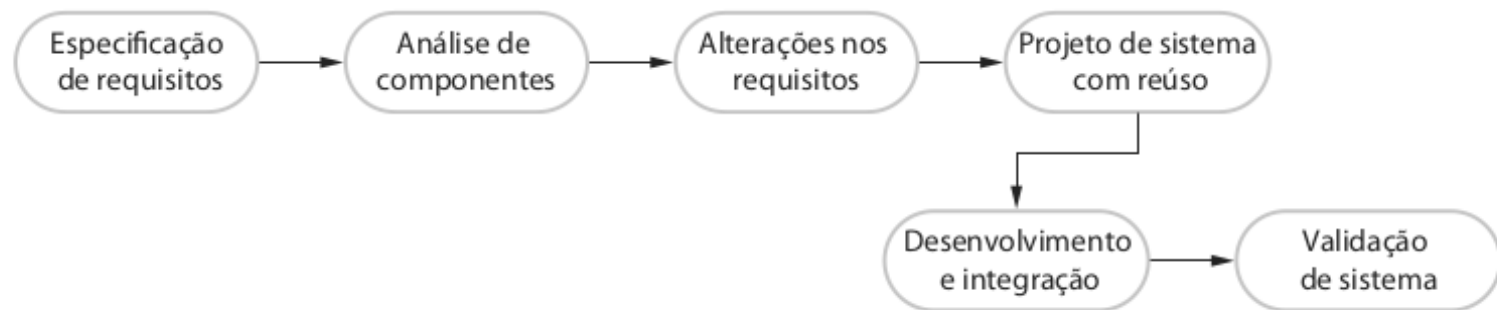 Especificação
de requisitos
Análise de
componentes
Alterações nos
requisitos
Projeto de sistema
com reúso
Desenvolvimento
e integração
Validação
de sistema